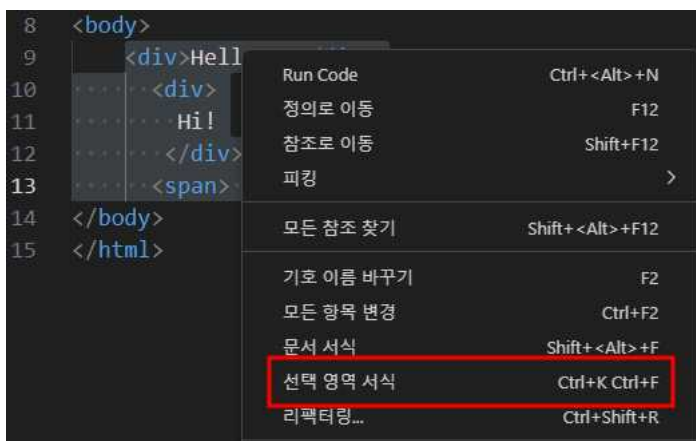 8 <body>
9 <div>Hell
10 <div>
11 Hi!
12 </div>
13 <span>
14 </body>
15 </html>
Run Code Ctrl+<Alt>+N
정의로 이동 F12
참조로 이동 Shift+F12
피킹 >
모든 참조 찾기 Shift+<Alt>+F12
기호 이름 바꾸기 F2
모든 항목 변경 Ctrl+F2
문서 서식 Shift+<Alt>+F
선택 영역 서식 Ctrl+K Ctrl+F
리팩터링... Ctrl+Shift+R